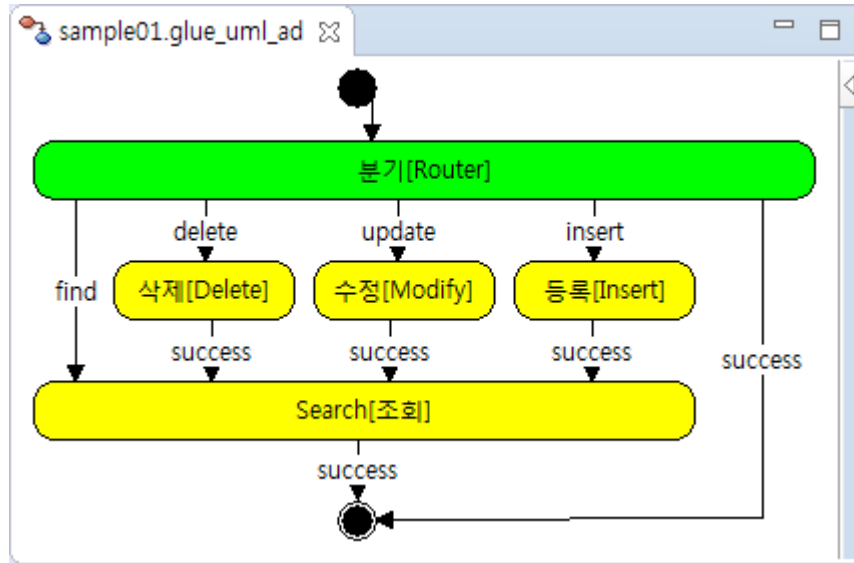 sample01.glue_uml_ad
분기[Router]
delete
update
insert
find
삭제[Delete]
수정[Modify]
등록[Insert]
success
success
success
success
Search[조회]
success